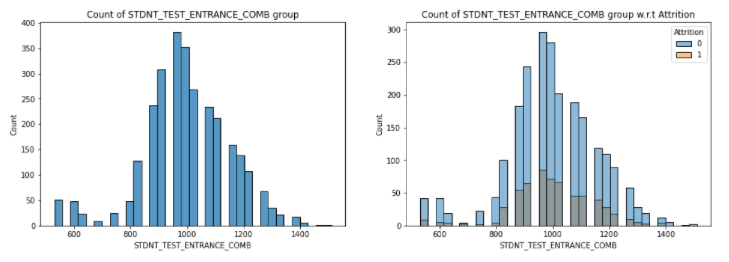 Count of STDNT_TEST_ENTRANCE_COMB group
400
350
300
250
200
150
100
50
0
Count
600 800 1000 1200 1400
STDNT_TEST_ENTRANCE_COMB
Count of STDNT_TEST_ENTRANCE_COMB group w.r.t Attrition
300
250
200
150
100
50
0
Count
Attrition
0
1
600 800 1000 1200 1400
STDNT_TEST_ENTRANCE_COMB